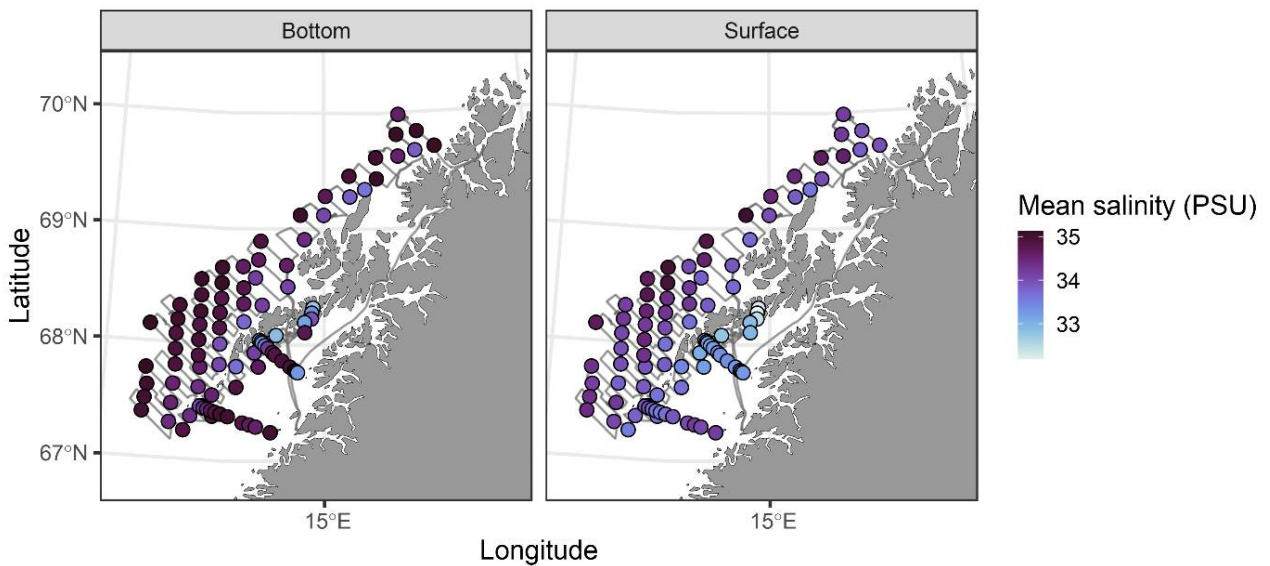 Bottom
Surface
70°N
69°N
68°N
67°N
Latitude
15°E
15°E
Longitude
Mean salinity (PSU)
35
34
33